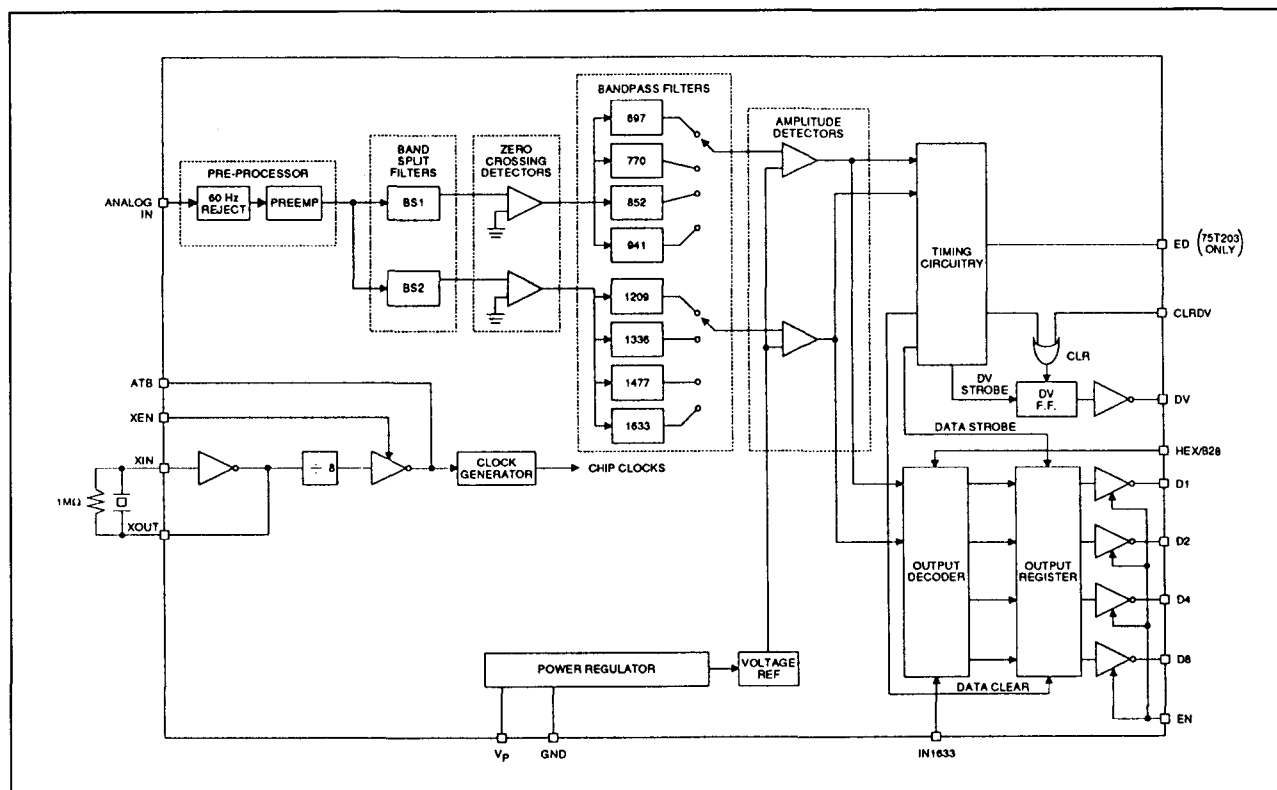 PRE-PROCESSOR
60 Hz
REJECT
PREEMP
ANALOG
IN
BAND
SPLIT
FILTERS
BS1
BS2
ZERO
CROSSING
DETECTORS
BANDPASS FILTERS
697
770
852
941
1209
1336
1477
1633
AMPLITUDE
DETECTORS
TIMING
CIRCUITRY
ED (75T203 ONLY)
CLRDV
CLR
DV
STROBE
DV
F.F.
DV
DATA STROBE
HEX/B28
ATB
XEN
XIN
1MΩ
XOUT
÷ 8
CLOCK
GENERATOR
CHIP CLOCKS
OUTPUT
DECODER
OUTPUT
REGISTER
D1
D2
D4
D8
EN
DATA CLEAR
POWER REGULATOR
VOLTAGE
REF
VP
GND
IN1633